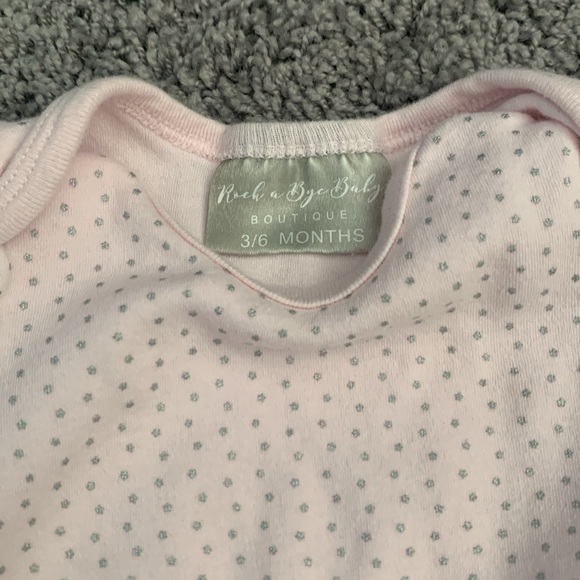 Rock a Bye Baby
BOUTIQUE
3/6 MONTHS